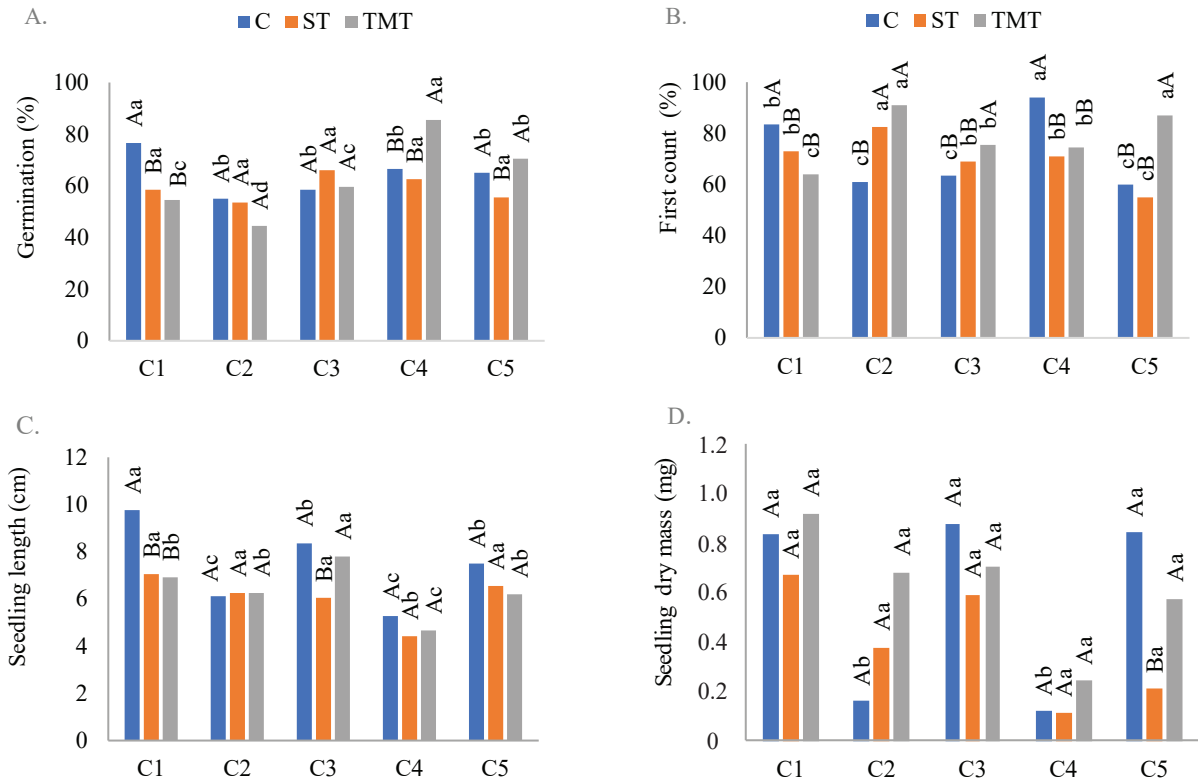 A.
C ST TMT
Germination (%)
100
80
60
40
20
0
Aa Ba Bc
Ab Aa Ad
Ab Aa Ac
Bb Ba Aa
Ab Ba Ab
C1 C2 C3 C4 C5
B.
C ST TMT
First count (%)
100
80
60
40
20
0
bA bB cB
cB aA aA
cB bB bA
aA bB bB
cB cB aA
C1 C2 C3 C4 C5
C.
Seedling length (cm)
12
10
8
6
4
2
0
Aa Ba Bb
Ac Aa Ab
Ab Ba Aa
Ac Ab Ac
Ab Aa Ab
C1 C2 C3 C4 C5
D.
Seedling dry mass (mg)
1.2
1.0
0.8
0.6
0.4
0.2
0
Aa Aa Aa
Ab Aa Aa
Aa Aa Aa
Ab Aa Aa
Aa Ba Aa
C1 C2 C3 C4 C5